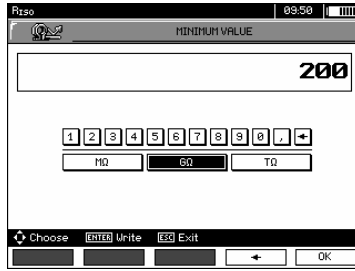 RISO 09:50
MINIMUM VALUE
200
1 2 3 4 5 6 7 8 9 0 , ←
MΩ GΩ TΩ
Choose ENTER Write ESC Exit
← OK